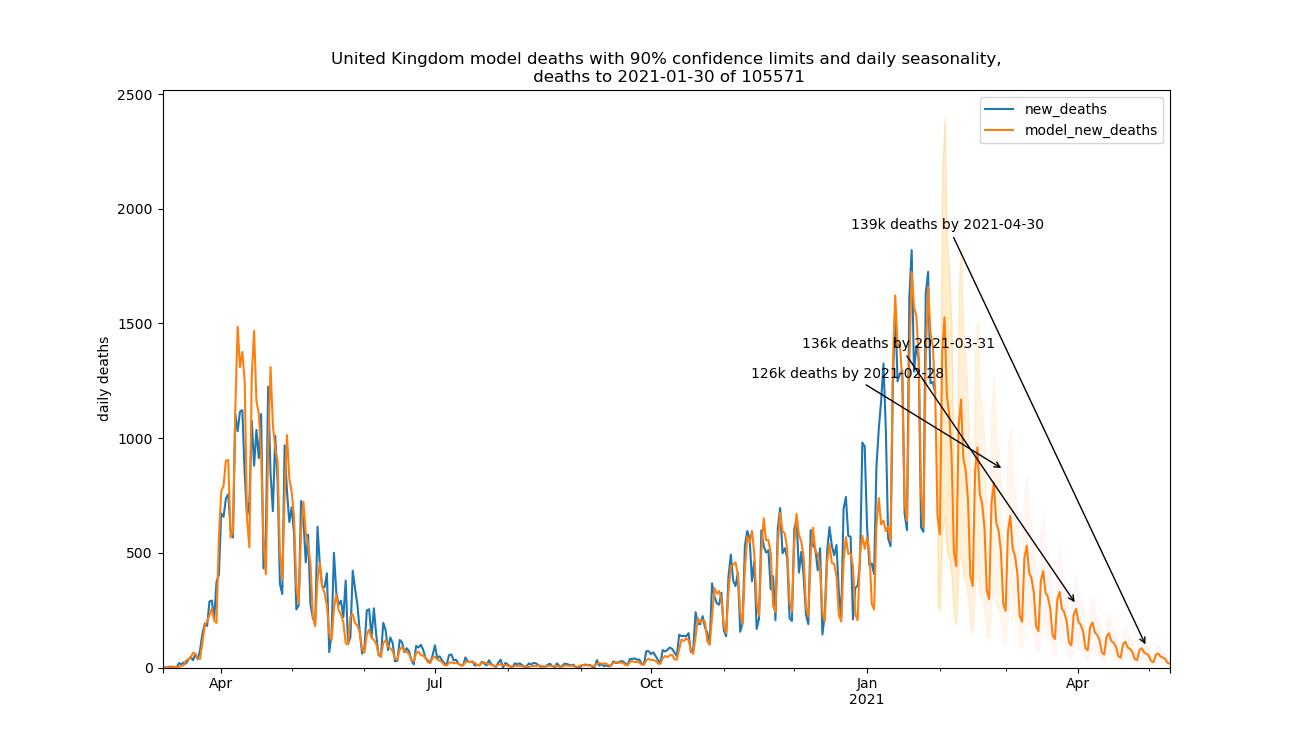 United Kingdom model deaths with 90% confidence limits and daily seasonality,
deaths to 2021-01-30 of 105571
2500
new_deaths
model_new_deaths
2000
139k deaths by 2021-04-30
1500
136k deaths by 2021-03-31
126k deaths by 2021-02-28
daily deaths
1000
500
0
Apr
Jul
Oct
Jan
2021
Apr